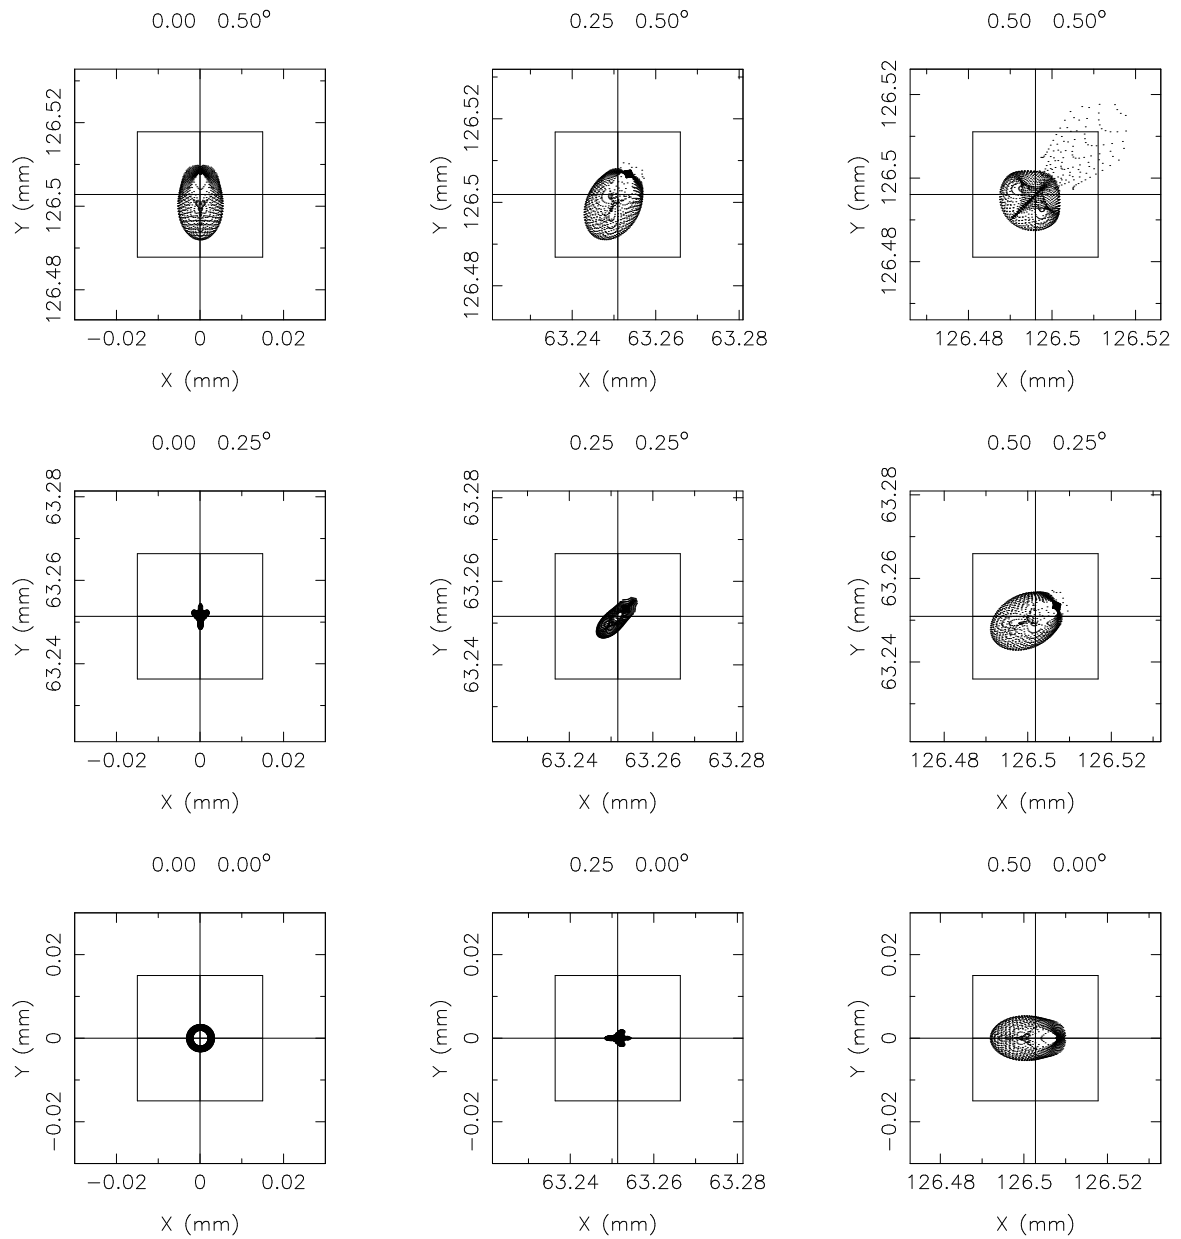 0.00 0.50°
0.25 0.50°
0.50 0.50°
Y (mm)
126.48 126.5 126.52
−0.02 0 0.02
X (mm)
Y (mm)
126.48 126.5 126.52
63.24 63.26 63.28
X (mm)
Y (mm)
126.48 126.5 126.52
126.48 126.5 126.52
X (mm)
0.00 0.25°
0.25 0.25°
0.50 0.25°
Y (mm)
63.24 63.26 63.28
−0.02 0 0.02
X (mm)
Y (mm)
63.24 63.26 63.28
63.24 63.26 63.28
X (mm)
Y (mm)
63.24 63.26 63.28
126.48 126.5 126.52
X (mm)
0.00 0.00°
0.25 0.00°
0.50 0.00°
Y (mm)
−0.02 0 0.02
−0.02 0 0.02
X (mm)
Y (mm)
−0.02 0 0.02
63.24 63.26 63.28
X (mm)
Y (mm)
−0.02 0 0.02
126.48 126.5 126.52
X (mm)